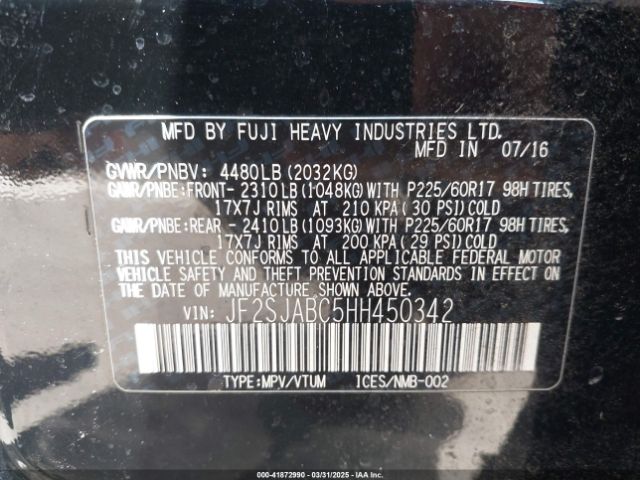 MFD BY FUJI HEAVY INDUSTRIES LTD.
MFD IN 07/16
GVWR/PNBV: 4480LB (2032KG)
GAWR/PNBE:FRONT- 2310LB (1048KG) WITH P225/60R17 98H TIRES,
17X7J RIMS AT 210 KPA( 30 PSI) COLD
GAWR/PNBE:REAR - 2410LB (1093KG) WITH P225/60R17 98H TIRES,
17X7J RIMS AT 200 KPA( 29 PSI) COLD
THIS VEHICLE CONFORMS TO ALL APPLICABLE FEDERAL MOTOR
VEHICLE SAFETY AND THEFT PREVENTION STANDARDS IN EFFECT
ON THE DATE OF MANUFACTURE SHOWN ABOVE.
VIN: JF2SJABC5HH450342
TYPE:MPV/VTUM ICES/NMB-002
000-41872990 - 03/31/2025 - IAA Inc.